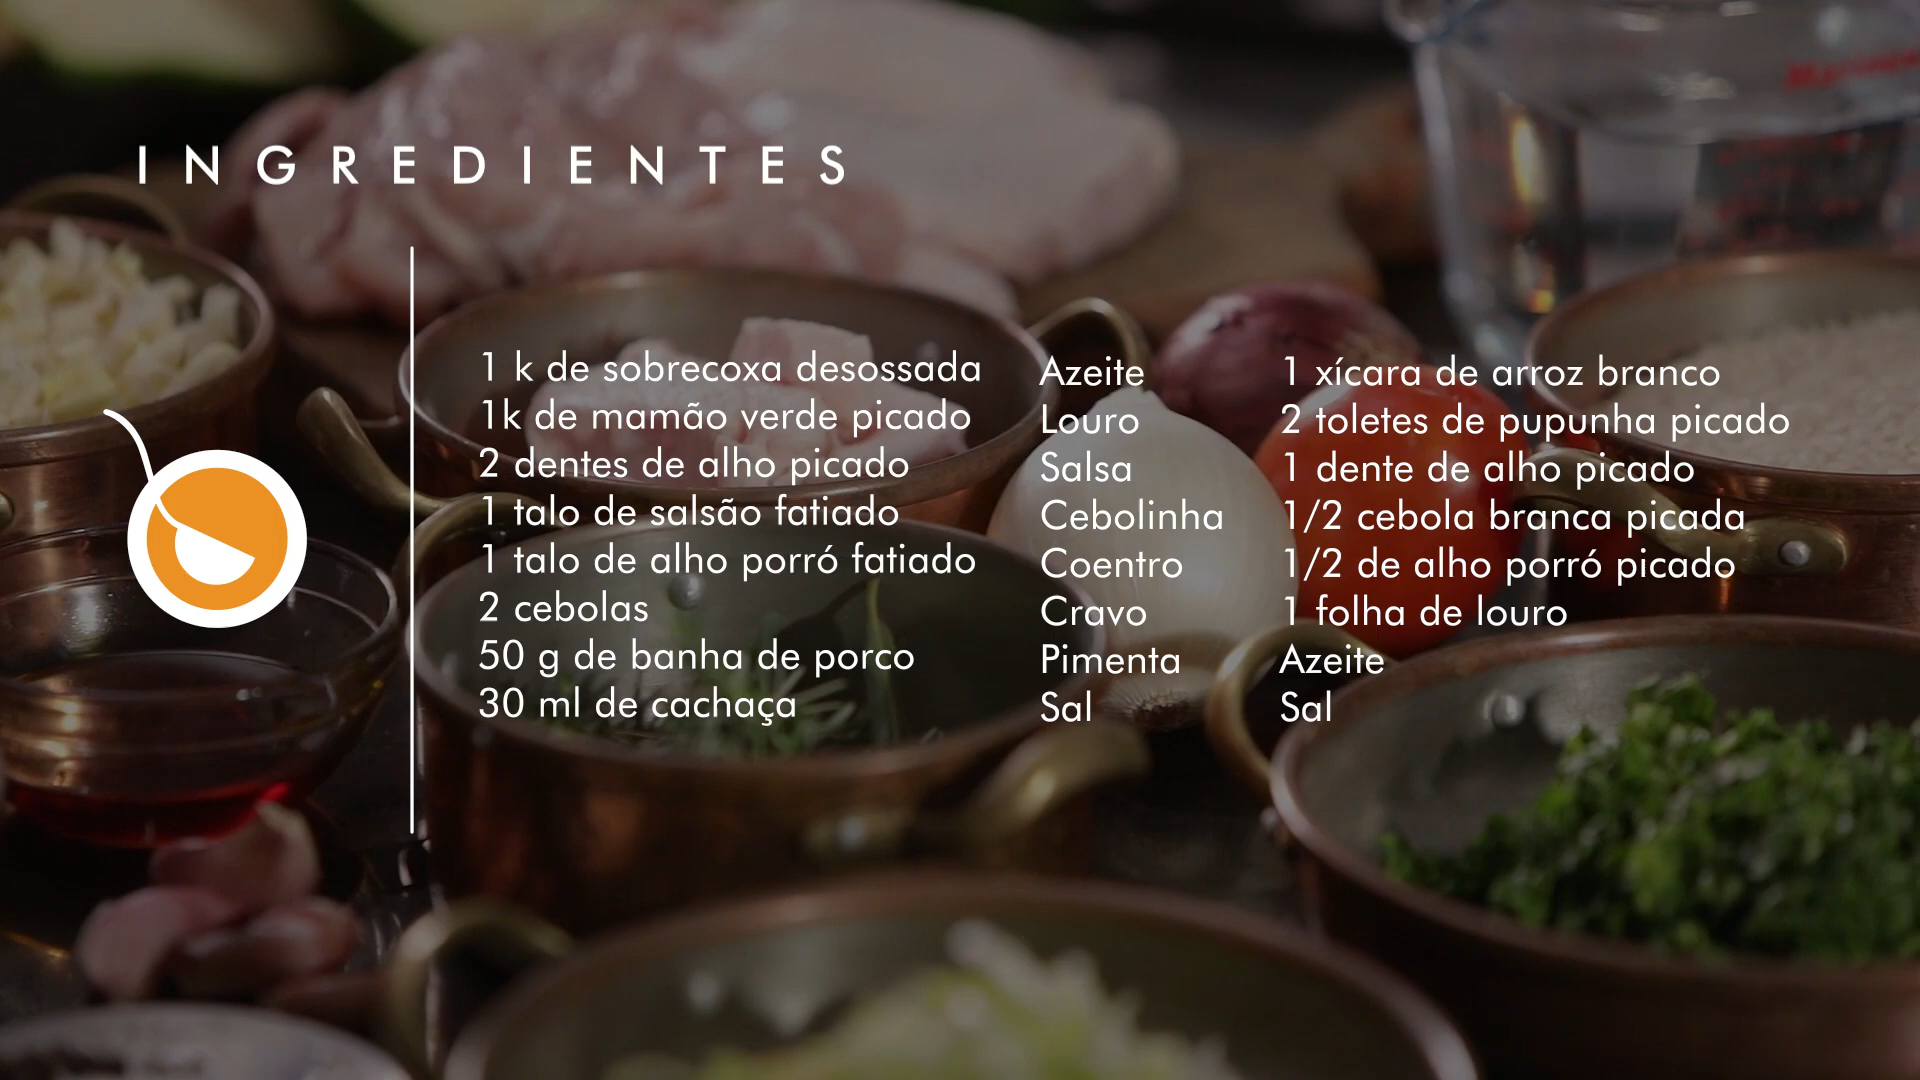 INGREDIENTES
1 k de sobrecoxa desossada
1k de mamão verde picado
2 dentes de alho picado
1 talo de salsão fatiado
1 talo de alho porró fatiado
2 cebolas
50 g de banha de porco
30 ml de cachaça
Azeite
Louro
Salsa
Cebolinha
Coentro
Cravo
Pimenta
Sal
1 xícara de arroz branco
2 toletes de pupunha picado
1 dente de alho picado
1/2 cebola branca picada
1/2 de alho porró picado
1 folha de louro
Azeite
Sal